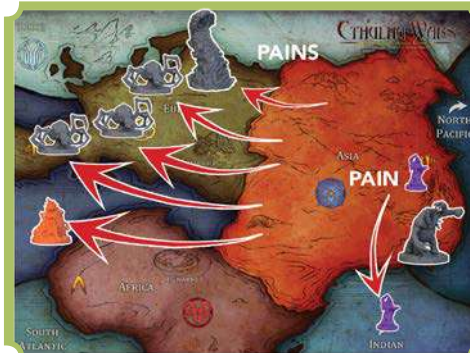 CTHULHU WARS
PAINS
NORTH
PACIFIC
ASIA
PAIN
AFRICA
SOUTH
ATLANTIC
INDIAN